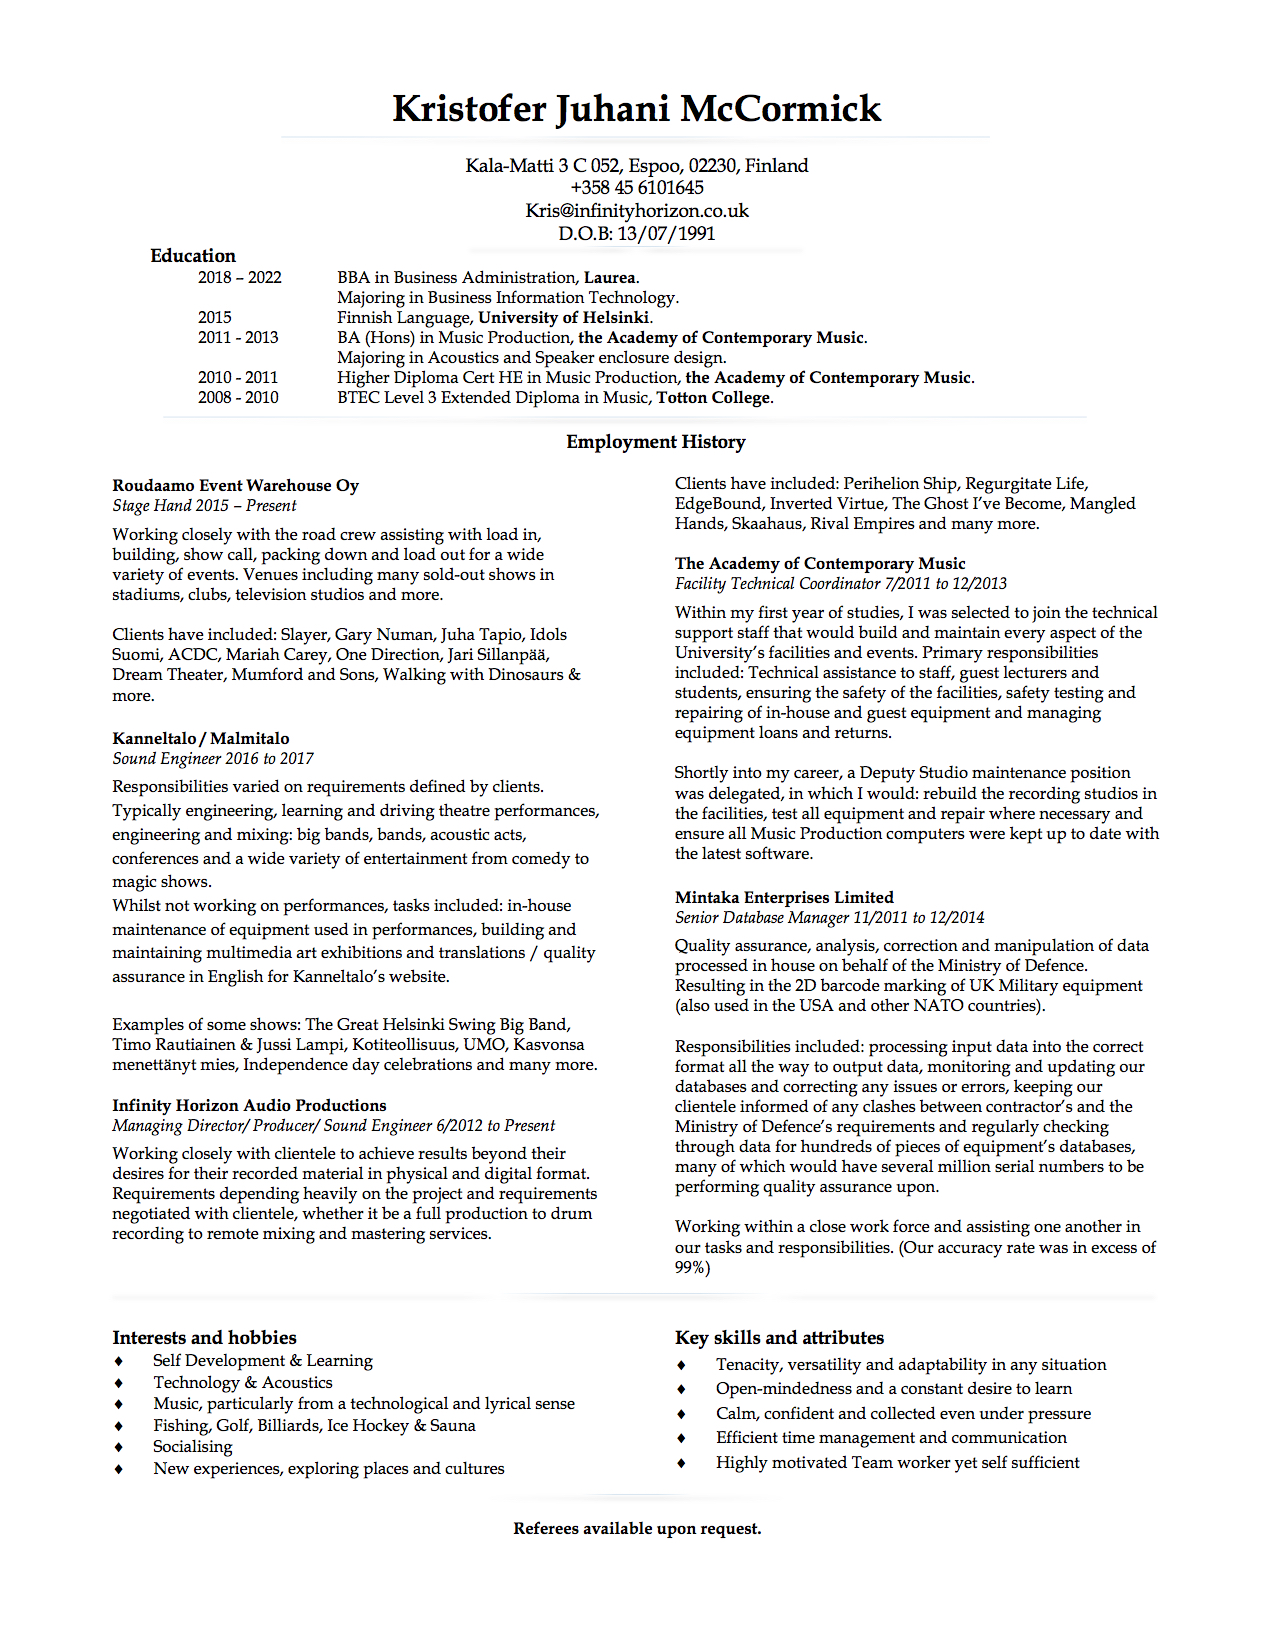 Kristofer Juhani McCormick
Kala-Matti 3 C 052, Espoo, 02230, Finland
+358 45 6101645
Kris@infinityhorizon.co.uk
D.O.B: 13/07/1991
Education
2018 – 2022 BBA in Business Administration, Laurea.
Majoring in Business Information Technology.
2015 Finnish Language, University of Helsinki.
2011 - 2013 BA (Hons) in Music Production, the Academy of Contemporary Music.
Majoring in Acoustics and Speaker enclosure design.
2010 - 2011 Higher Diploma Cert HE in Music Production, the Academy of Contemporary Music.
2008 - 2010 BTEC Level 3 Extended Diploma in Music, Totton College.
Employment History
Roudaamo Event Warehouse Oy
Stage Hand 2015 – Present
Working closely with the road crew assisting with load in,
building, show call, packing down and load out for a wide
variety of events. Venues including many sold-out shows in
stadiums, clubs, television studios and more.
Clients have included: Slayer, Gary Numan, Juha Tapio, Idols
Suomi, ACDC, Mariah Carey, One Direction, Jari Sillanpää,
Dream Theater, Mumford and Sons, Walking with Dinosaurs &
more.
Kanneltalo / Malmitalo
Sound Engineer 2016 to 2017
Responsibilities varied on requirements defined by clients.
Typically engineering, learning and driving theatre performances,
engineering and mixing: big bands, bands, acoustic acts,
conferences and a wide variety of entertainment from comedy to
magic shows.
Whilst not working on performances, tasks included: in-house
maintenance of equipment used in performances, building and
maintaining multimedia art exhibitions and translations / quality
assurance in English for Kanneltalo's website.
Examples of some shows: The Great Helsinki Swing Big Band,
Timo Rautiainen & Jussi Lampi, Kotiteollisuus, UMO, Kasvonsa
menettänyt mies, Independence day celebrations and many more.
Infinity Horizon Audio Productions
Managing Director/ Producer/ Sound Engineer 6/2012 to Present
Working closely with clientele to achieve results beyond their
desires for their recorded material in physical and digital format.
Requirements depending heavily on the project and requirements
negotiated with clientele, whether it be a full production to drum
recording to remote mixing and mastering services.
Clients have included: Perihelion Ship, Regurgitate Life,
EdgeBound, Inverted Virtue, The Ghost I've Become, Mangled
Hands, Skaahaus, Rival Empires and many more.
The Academy of Contemporary Music
Facility Technical Coordinator 7/2011 to 12/2013
Within my first year of studies, I was selected to join the technical
support staff that would build and maintain every aspect of the
University's facilities and events. Primary responsibilities
included: Technical assistance to staff, guest lecturers and
students, ensuring the safety of the facilities, safety testing and
repairing of in-house and guest equipment and managing
equipment loans and returns.
Shortly into my career, a Deputy Studio maintenance position
was delegated, in which I would: rebuild the recording studios in
the facilities, test all equipment and repair where necessary and
ensure all Music Production computers were kept up to date with
the latest software.
Mintaka Enterprises Limited
Senior Database Manager 11/2011 to 12/2014
Quality assurance, analysis, correction and manipulation of data
processed in house on behalf of the Ministry of Defence.
Resulting in the 2D barcode marking of UK Military equipment
(also used in the USA and other NATO countries).
Responsibilities included: processing input data into the correct
format all the way to output data, monitoring and updating our
databases and correcting any issues or errors, keeping our
clientele informed of any clashes between contractor's and the
Ministry of Defence's requirements and regularly checking
through data for hundreds of pieces of equipment's databases,
many of which would have several million serial numbers to be
performing quality assurance upon.
Working within a close work force and assisting one another in
our tasks and responsibilities. (Our accuracy rate was in excess of
99%)
Interests and hobbies
♦ Self Development & Learning
♦ Technology & Acoustics
♦ Music, particularly from a technological and lyrical sense
♦ Fishing, Golf, Billiards, Ice Hockey & Sauna
♦ Socialising
♦ New experiences, exploring places and cultures
Key skills and attributes
♦ Tenacity, versatility and adaptability in any situation
♦ Open-mindedness and a constant desire to learn
♦ Calm, confident and collected even under pressure
♦ Efficient time management and communication
♦ Highly motivated Team worker yet self sufficient
Referees available upon request.